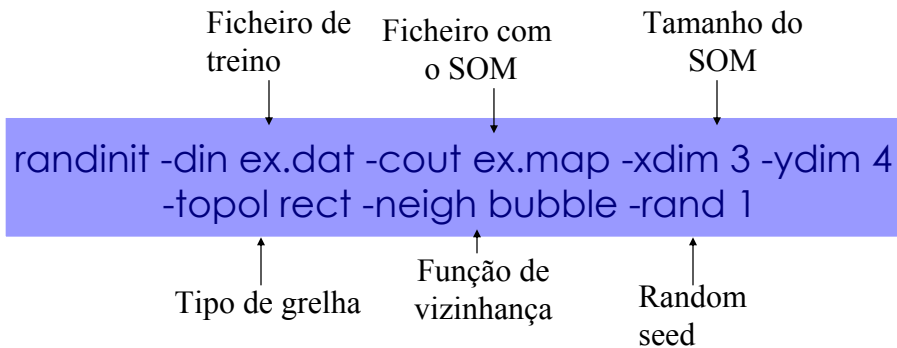 Ficheiro de
treino
Ficheiro com
o SOM
Tamanho do
SOM
randinit -din ex.dat -cout ex.map -xdim 3 -ydim 4
-topol rect -neigh bubble -rand 1
Tipo de grelha
Função de
vizinhança
Random
seed